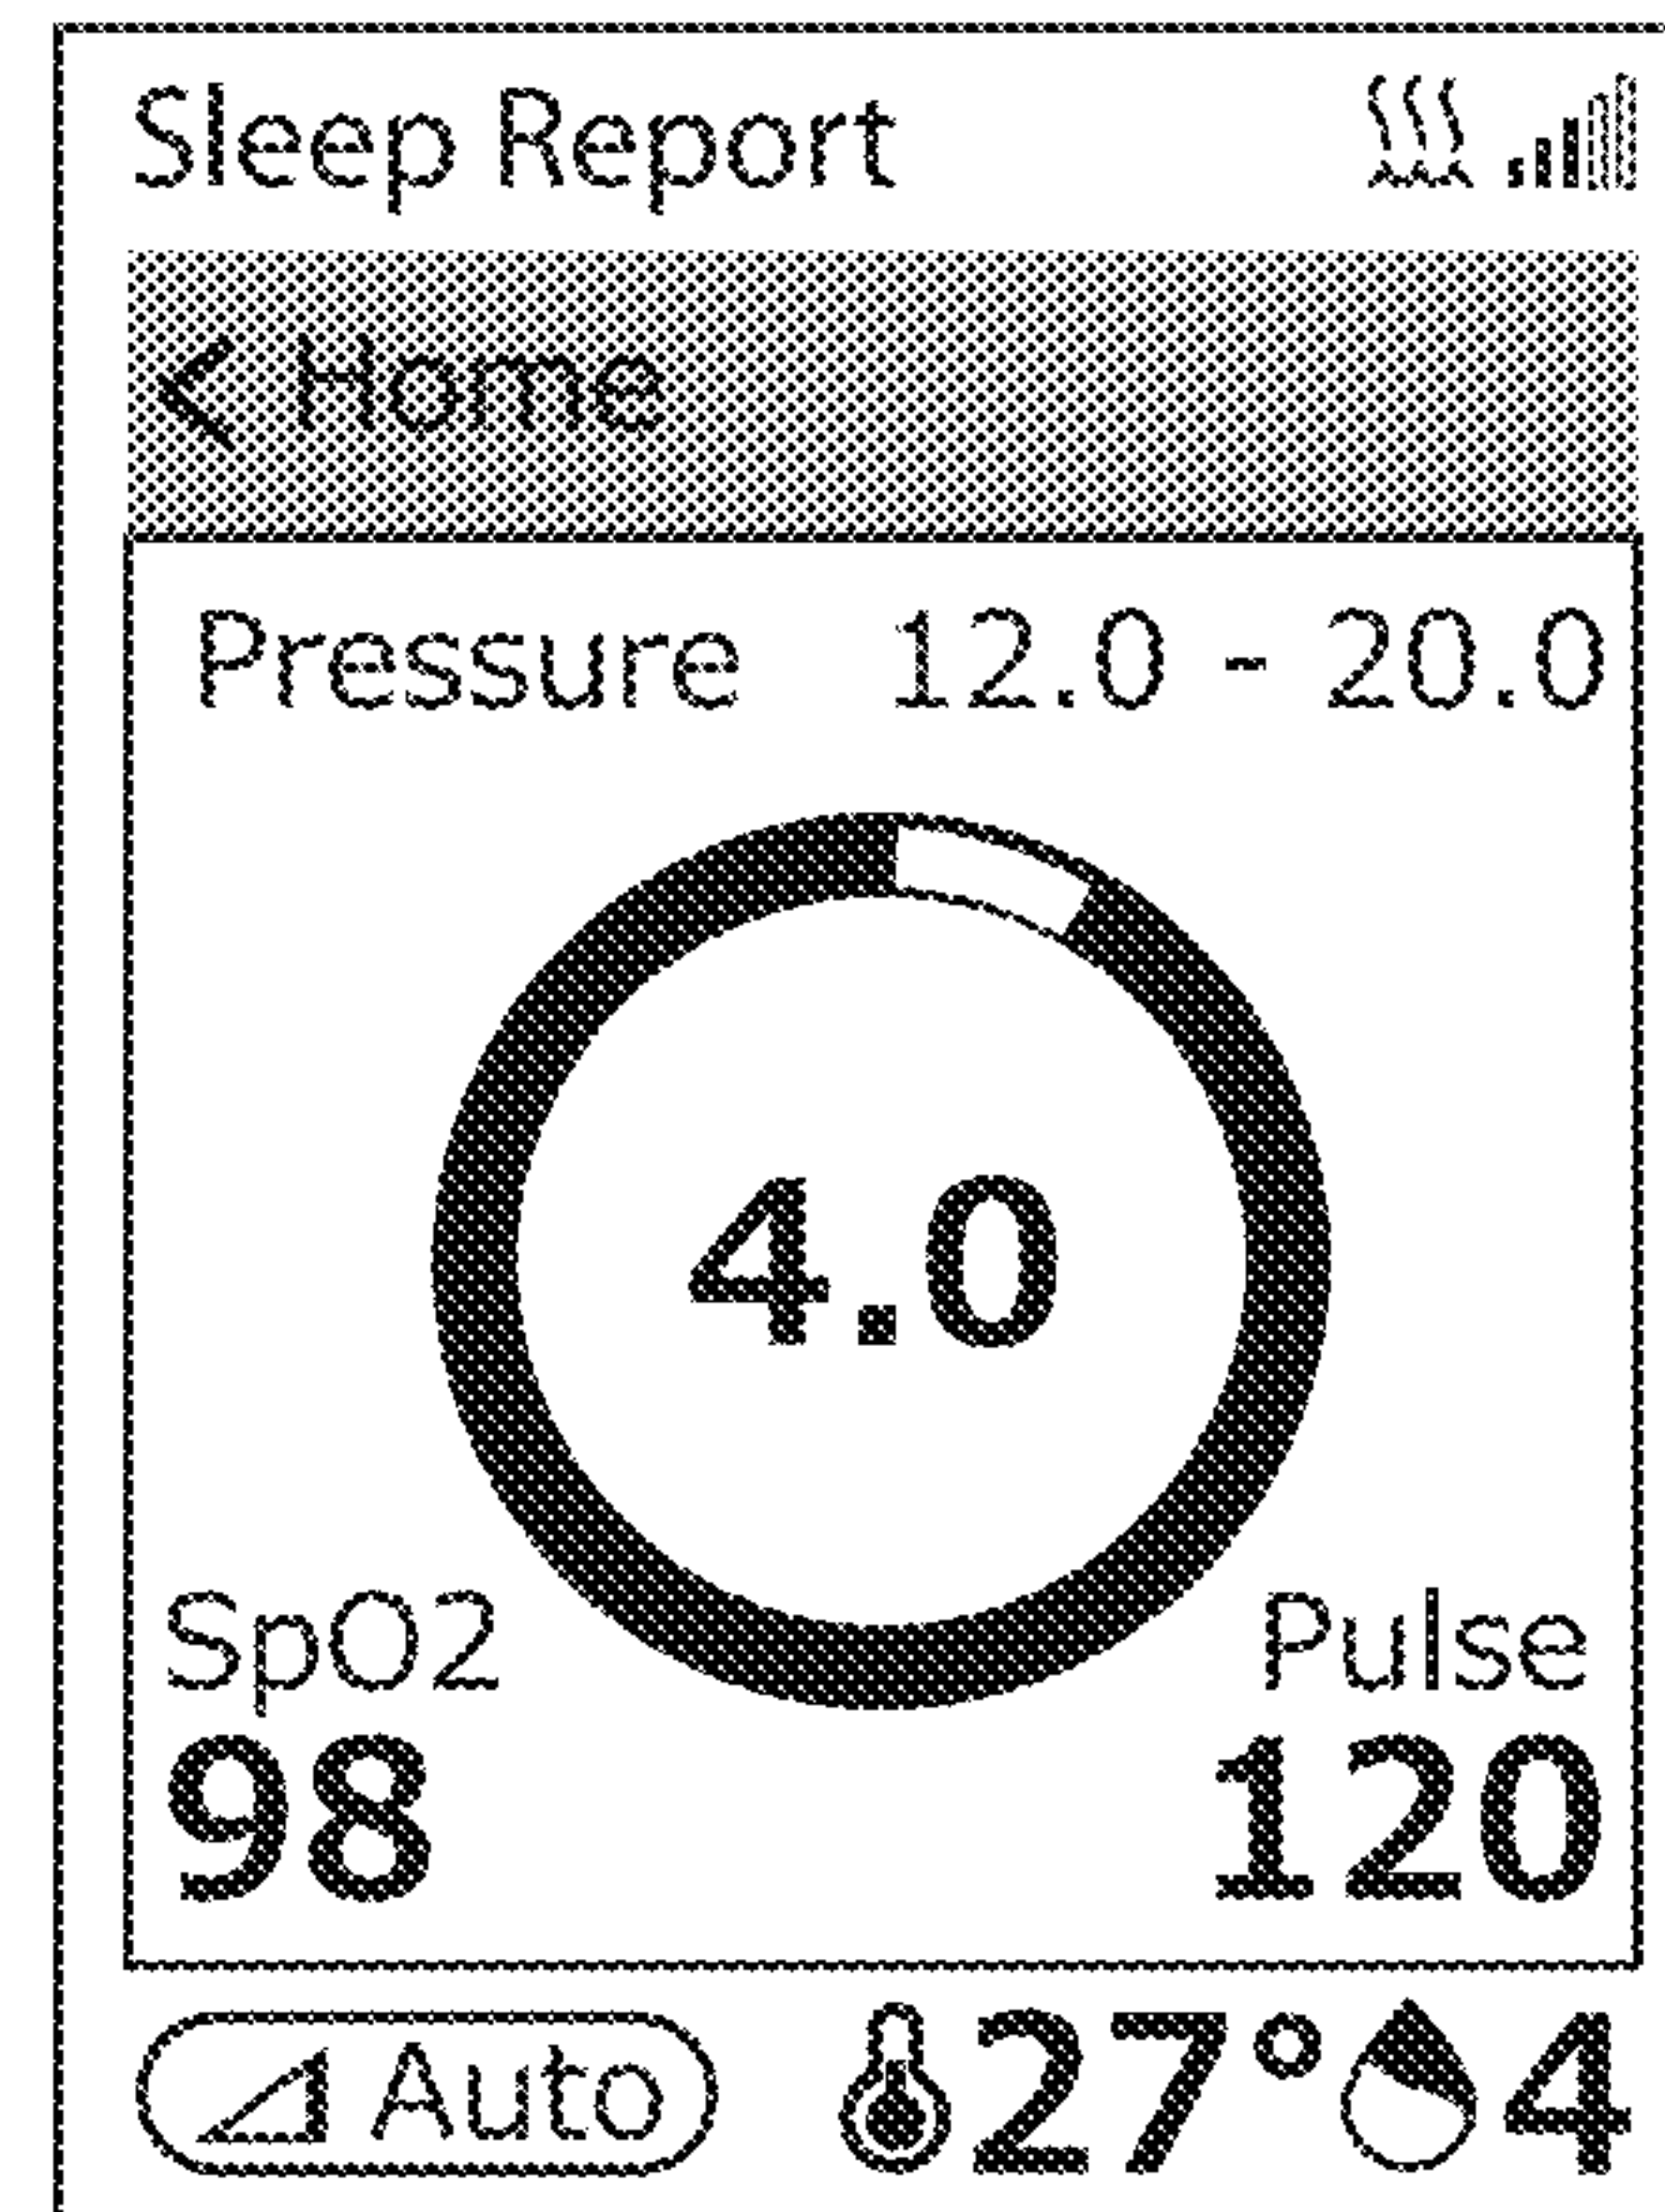 Sleep Report
< Home
Pressure 12.0 - 20.0
4.0
SpO2 Pulse
98 120
Auto 27° 4